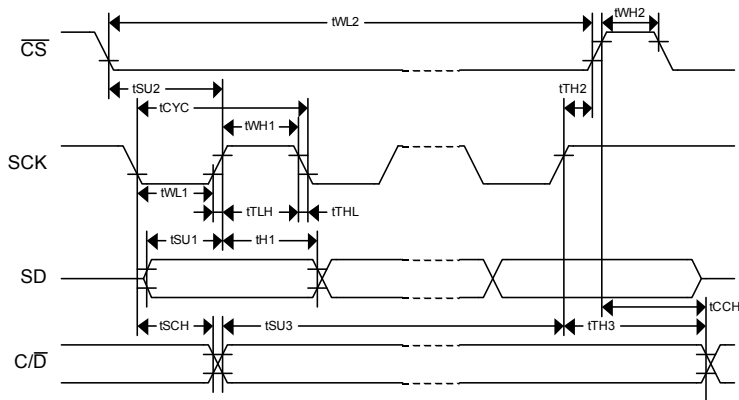 tWL2
tWH2
CS
tSU2
tTH2
tCYC
tWH1
SCK
tWL1
tTLH
tTHL
tSU1
tH1
SD
tCCH
tSCH
tSU3
tTH3
C/D